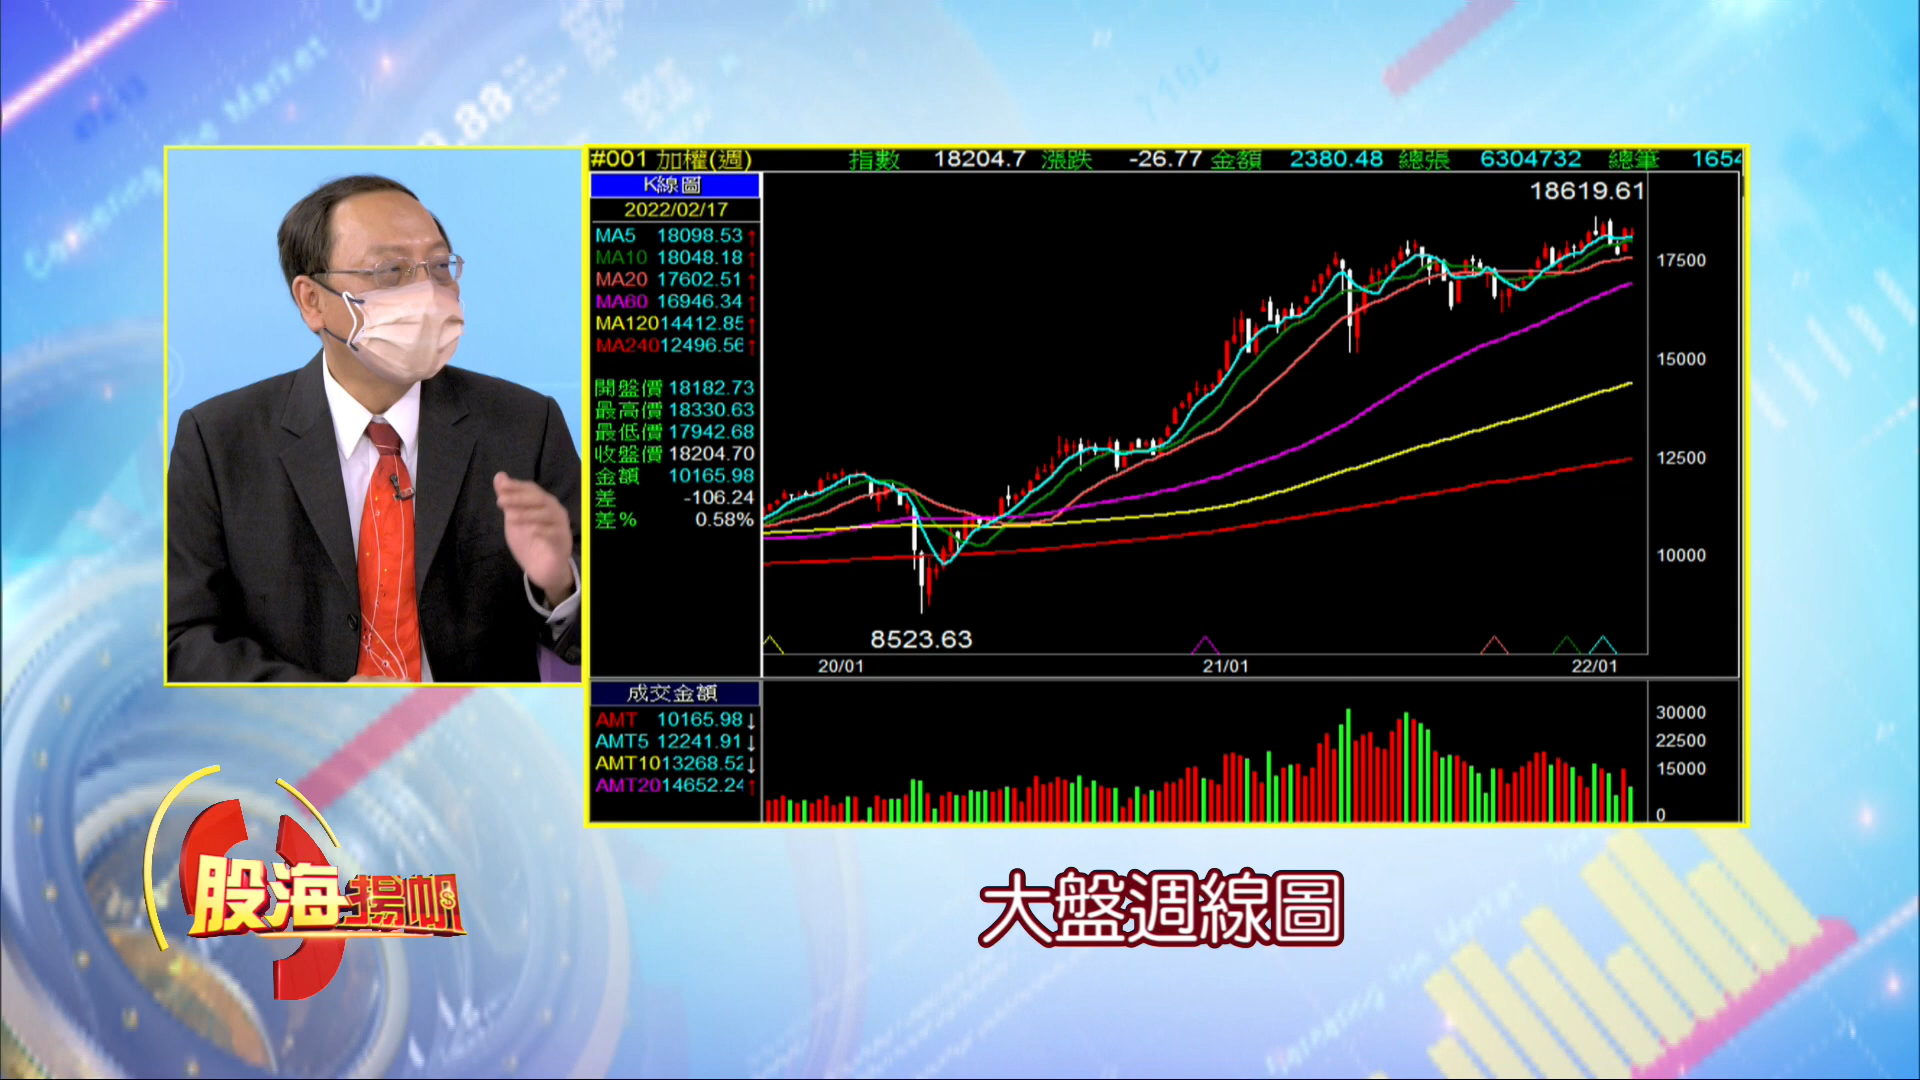 #001 加權(週) 指數 18204.7 漲跌 -26.77 金額 2380.48 總張 6304732 總筆 1654
K線圖
2022/02/17
MA5 18098.53↑
MA10 18048.18↑
MA20 17602.51↑
MA60 16946.34↑
MA120 14412.85↑
MA240 12496.56↑
開盤價 18182.73
最高價 18330.63
最低價 17942.68
收盤價 18204.70
金額 10165.98
差 -106.24
差% 0.58%
18619.61
17500
15000
12500
10000
8523.63
20/01 21/01 22/01
成交金額
AMT 10165.98↓
AMT5 12241.91↓
AMT10 13268.52↓
AMT20 14652.24↑
30000
22500
15000
0
股海揚帆
大盤週線圖